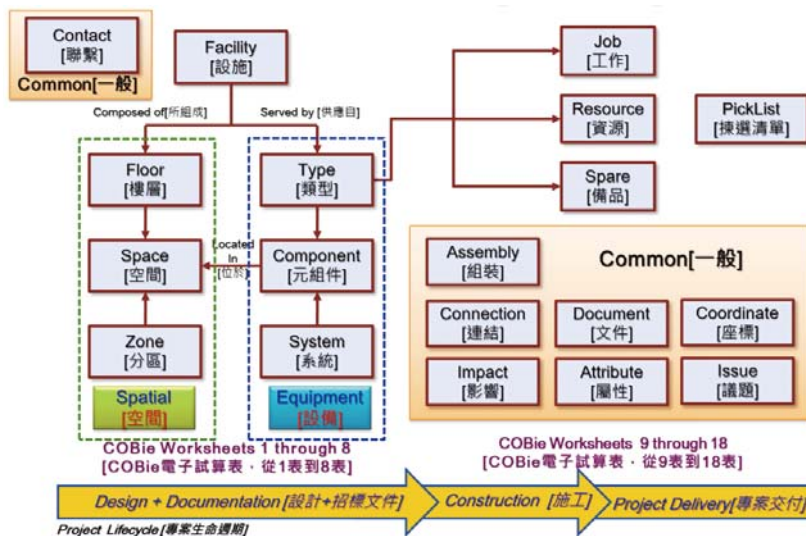 Contact
[聯繫]
Common[一般]
Facility
[設施]
Composed of[所組成]
Served by [供應自]
Floor
[樓層]
Space
[空間]
Zone
[分區]
Spatial
[空間]
Type
[類型]
Located
In
[位於]
Component
[元組件]
System
[系統]
Equipment
[設備]
Job
[工作]
Resource
[資源]
Spare
[備品]
PickList
[揀選清單]
Common[一般]
Assembly
[組裝]
Connection
[連結]
Document
[文件]
Coordinate
[座標]
Impact
[影響]
Attribute
[屬性]
Issue
[議題]
COBie Worksheets 1 through 8
[COBie電子試算表，從1表到8表]
COBie Worksheets 9 through 18
[COBie電子試算表，從9表到18表]
Design + Documentation [設計+招標文件]
Construction [施工]
Project Delivery[專案交付]
Project Lifecycle [專案生命週期]